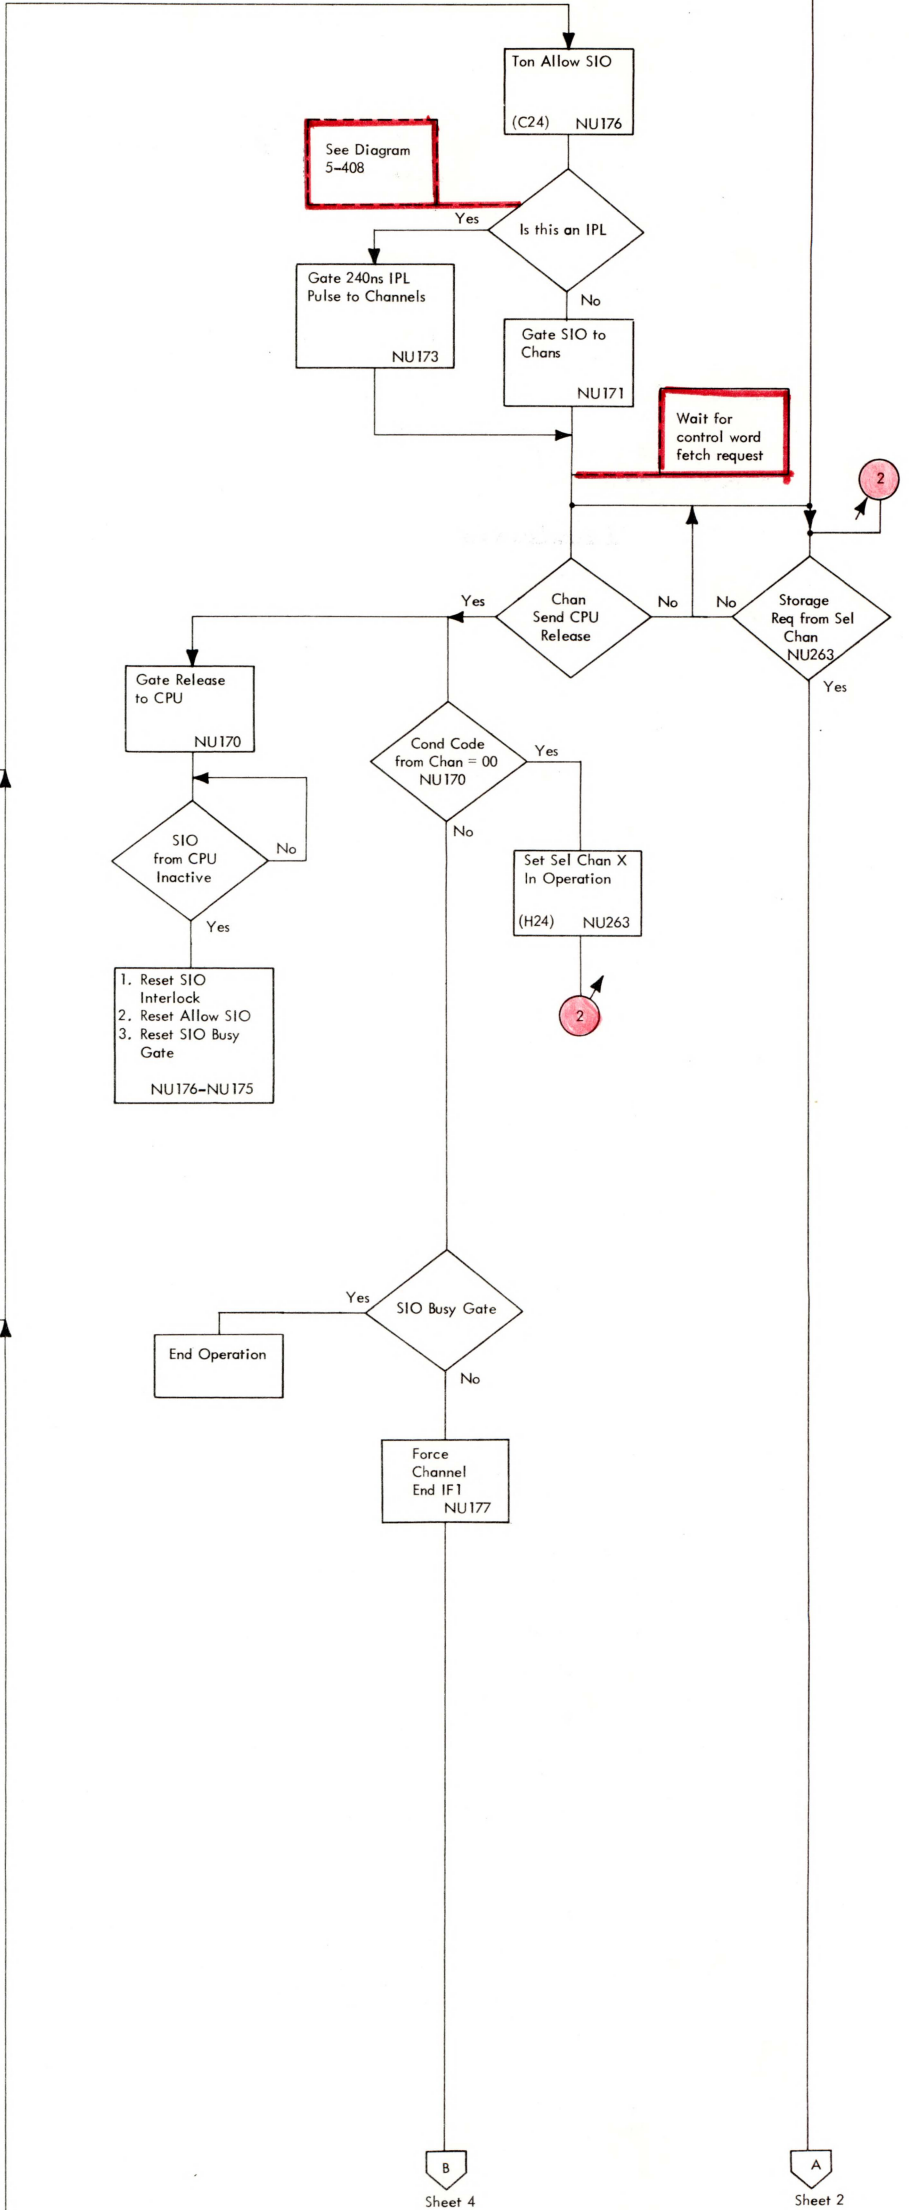 Ton Allow SIO
(C24) NU176
See Diagram
5-408
Yes
Is this an IPL
No
Gate 240ns IPL
Pulse to Channels
NU173
Gate SIO to
Chans
NU171
Wait for
control word
fetch request
2
Chan
Send CPU
Release
Yes
No
No
Storage
Req from Sel
Chan
NU263
Yes
Gate Release
to CPU
NU170
Cond Code
from Chan = 00
NU170
Yes
No
SIO
from CPU
Inactive
No
Yes
Set Sel Chan X
In Operation
(H24) NU263
2
1. Reset SIO
Interlock
2. Reset Allow SIO
3. Reset SIO Busy
Gate
NU176-NU175
Yes
SIO Busy Gate
No
End Operation
Force
Channel
End IF1
NU177
B
Sheet 4
A
Sheet 2